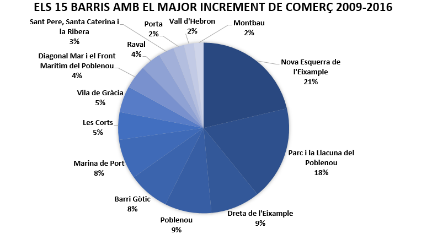 ELS 15 BARRIS AMB EL MAJOR INCREMENT DE COMERÇ 2009-2016
Sant Pere, Santa Caterina i
la Ribera
3%
Porta
2%
Vall d'Hebron
2%
Montbau
2%
Raval
4%
Diagonal Mar i el Front
Marítim del Poblenou
4%
Vila de Gràcia
5%
Les Corts
5%
Marina de Port
8%
Barri Gòtic
8%
Poblenou
9%
Dreta de l'Eixample
9%
Parc i la Llacuna del
Poblenou
18%
Nova Esquerra de
l'Eixample
21%